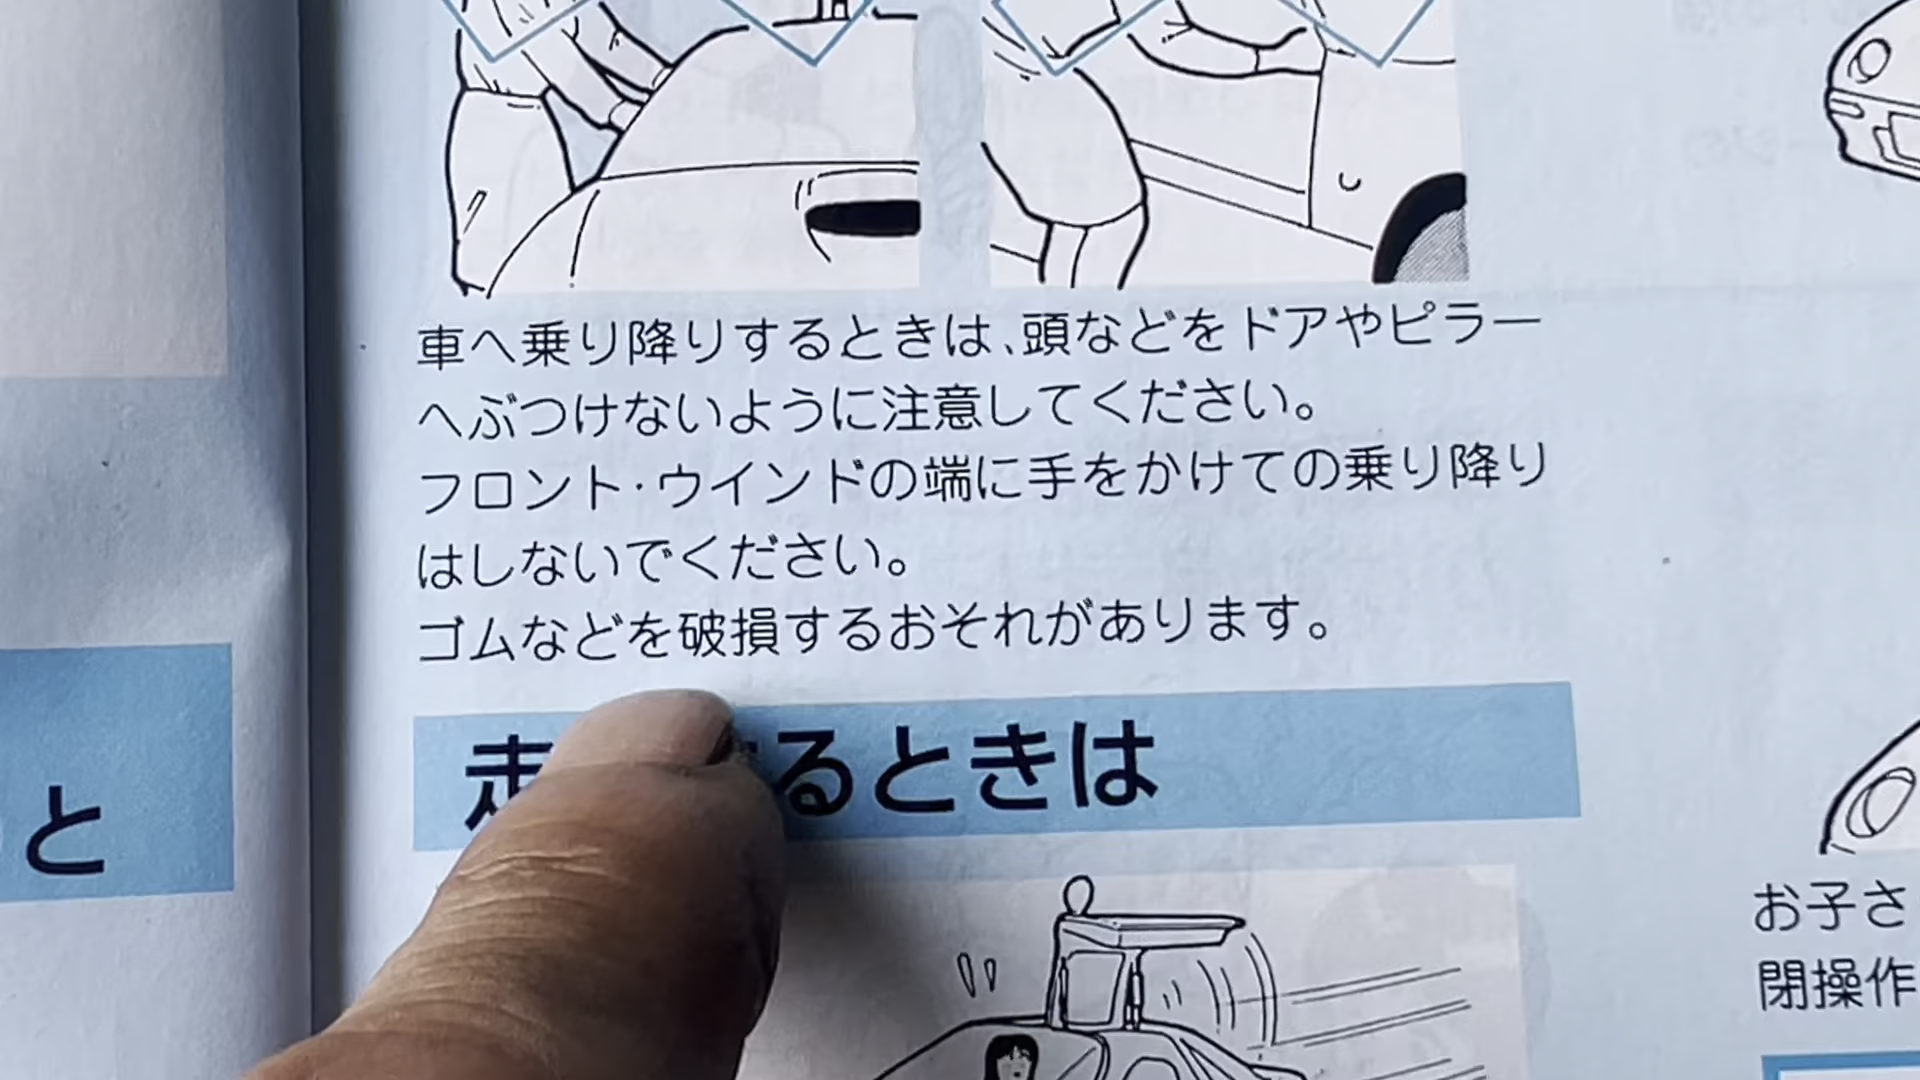 車へ乗り降りするときは、頭などをドアやピラー
へぶつけないように注意してください。
フロント・ウインドの端に手をかけての乗り降り
はしないでください。
ゴムなどを破損するおそれがあります。
るときは
と
お子さ
閉操作